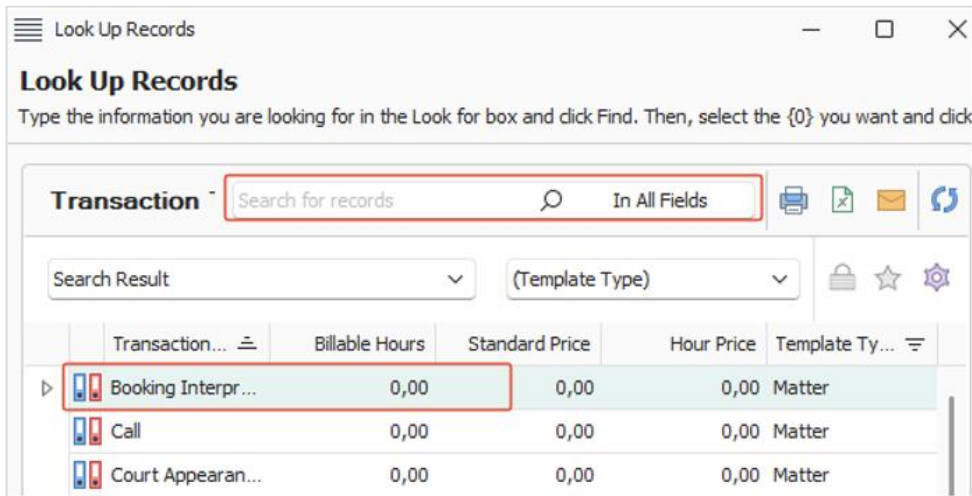 Look Up Records
Look Up Records
Type the information you are looking for in the Look for box and click Find. Then, select the {0} you want and click
Transaction Search for records In All Fields
Search Result (Template Type)
Transaction... Billable Hours Standard Price Hour Price Template Ty...
Booking Interpr... 0,00 0,00 0,00 Matter
Call 0,00 0,00 0,00 Matter
Court Appearan... 0,00 0,00 0,00 Matter